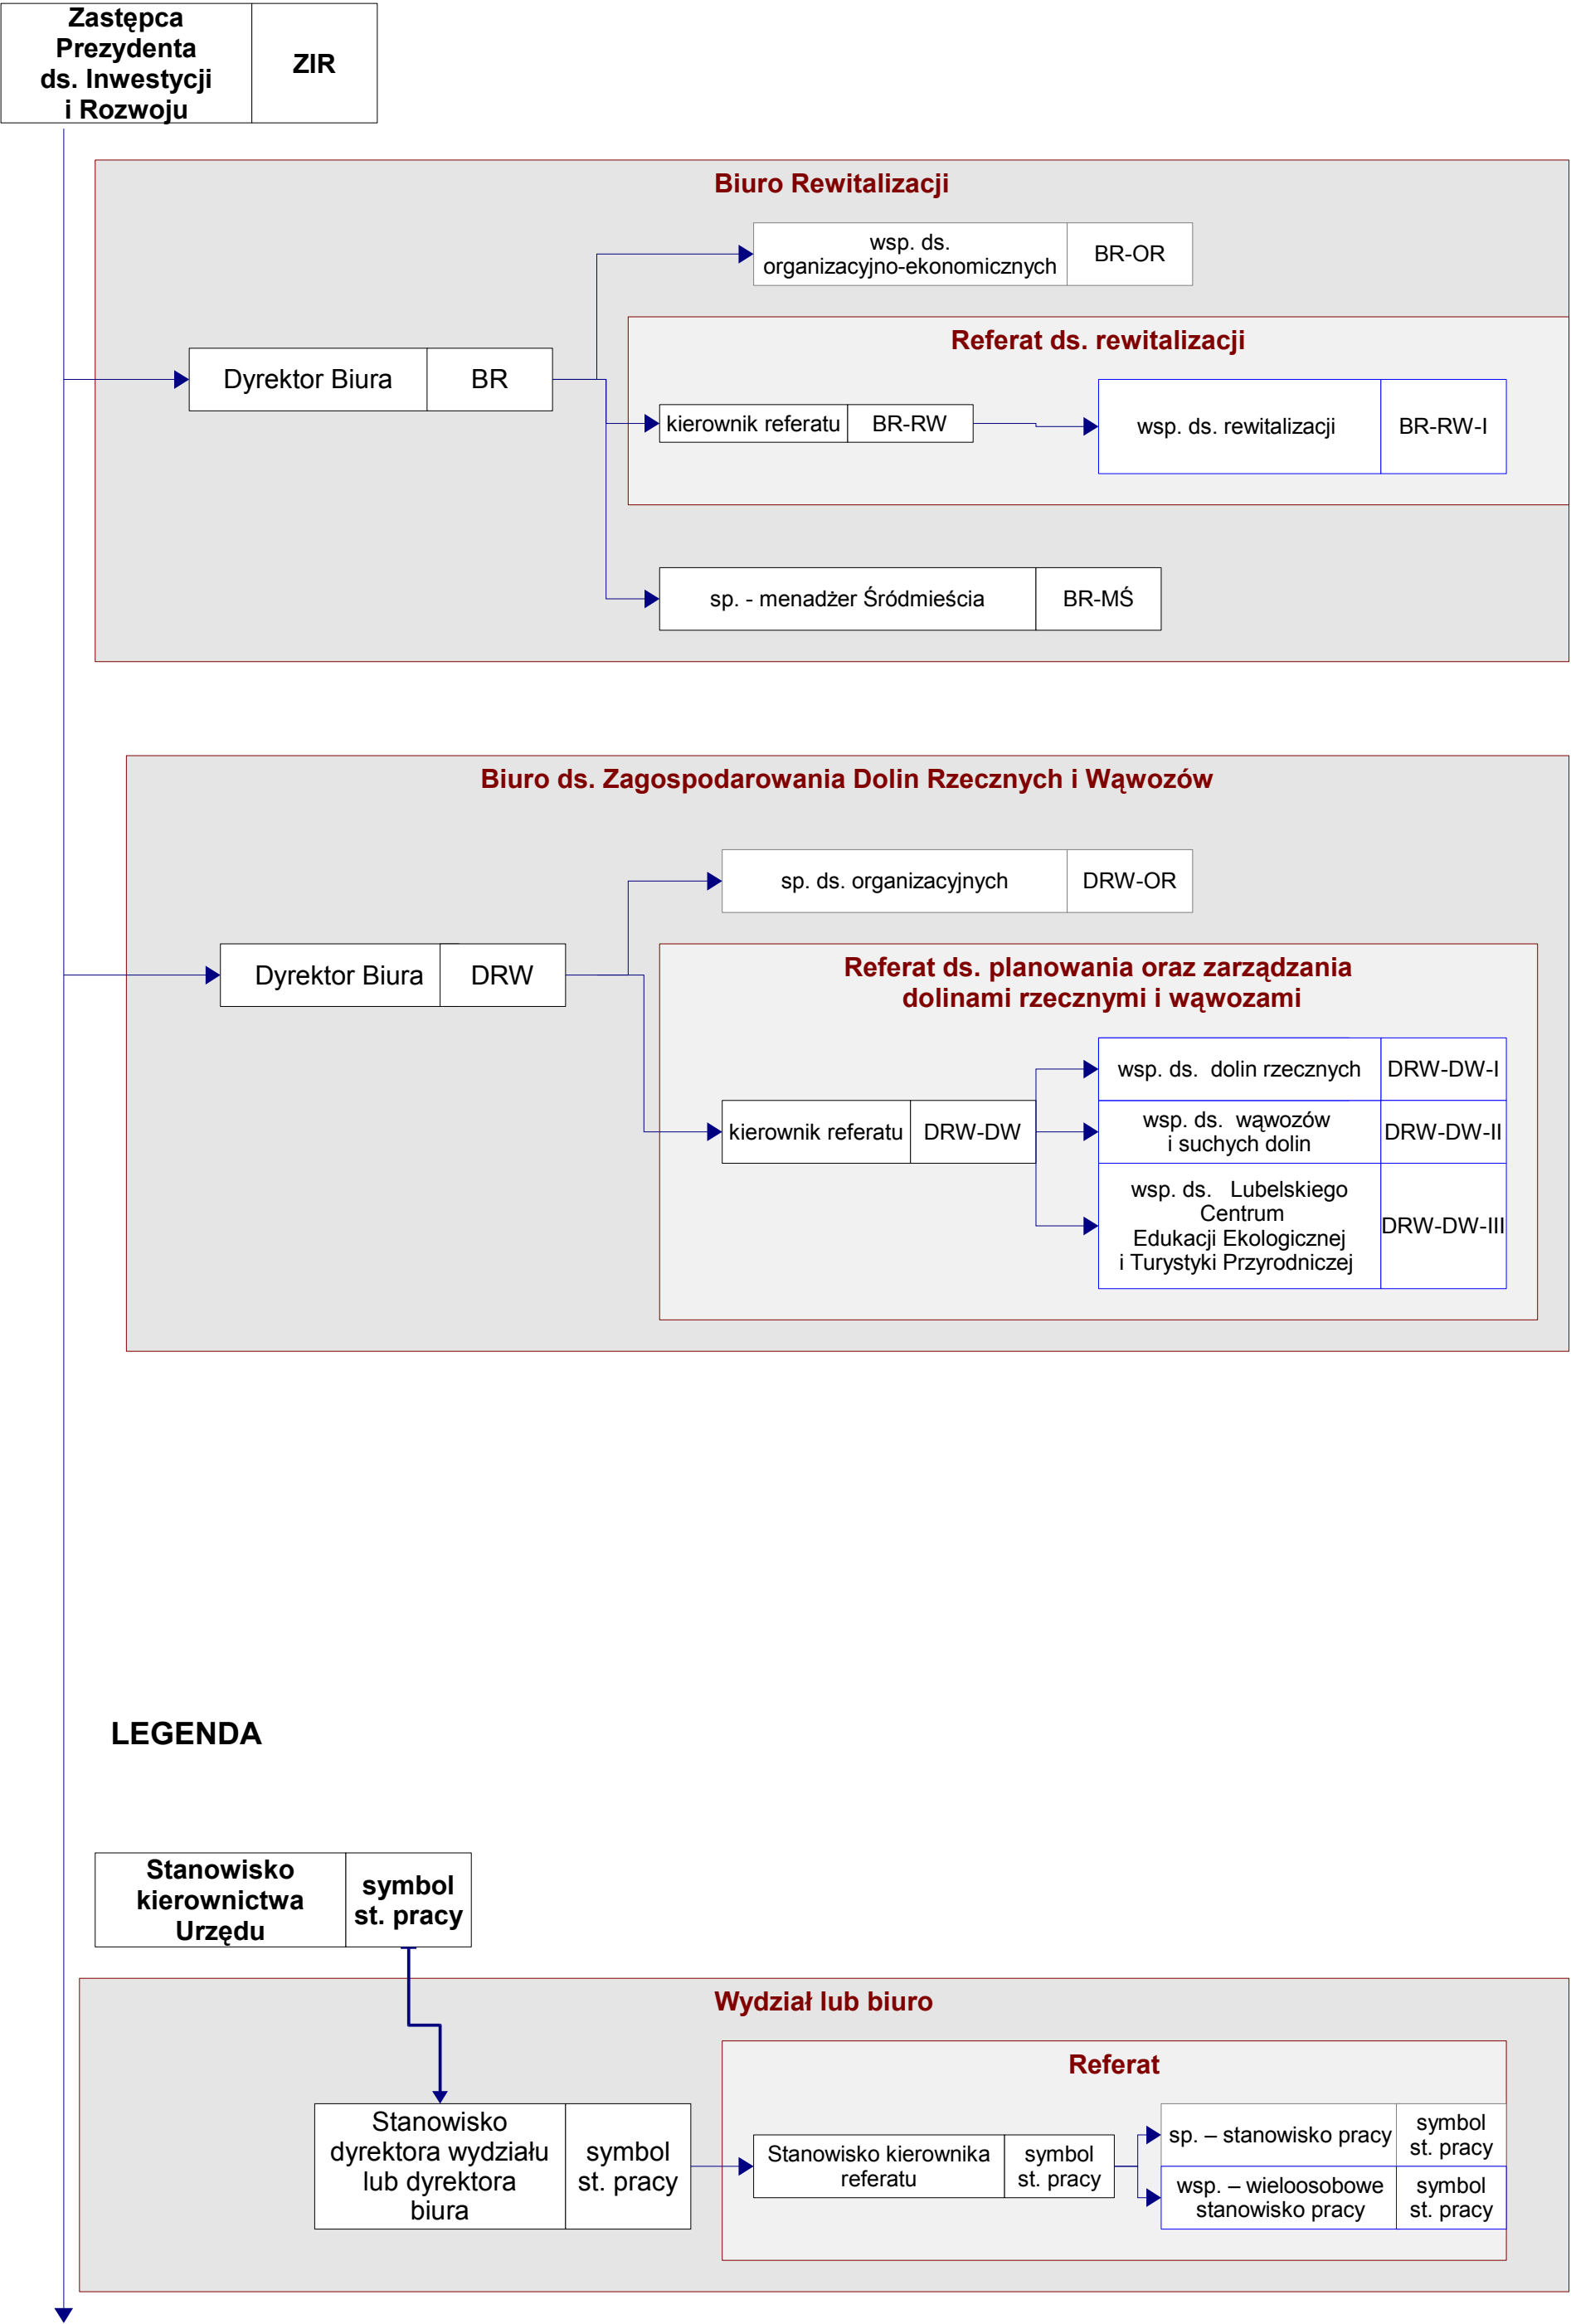 Zastępca
Prezydenta
ds. Inwestycji
i Rozwoju
ZIR
Biuro Rewitalizacji
wsp. ds.
organizacyjno-ekonomicznych
BR-OR
Referat ds. rewitalizacji
Dyrektor Biura
BR
kierownik referatu
BR-RW
wsp. ds. rewitalizacji
BR-RW-I
sp. - menadżer Śródmieścia
BR-MŚ
Biuro ds. Zagospodarowania Dolin Rzecznych i Wąwozów
sp. ds. organizacyjnych
DRW-OR
Dyrektor Biura
DRW
Referat ds. planowania oraz zarządzania
dolinami rzecznymi i wąwozami
wsp. ds. dolin rzecznych
DRW-DW-I
kierownik referatu
DRW-DW
wsp. ds. wąwozów
i suchych dolin
DRW-DW-II
wsp. ds. Lubelskiego
Centrum
Edukacji Ekologicznej
i Turystyki Przyrodniczej
DRW-DW-III
LEGENDA
Stanowisko
kierownictwa
Urzędu
symbol
st. pracy
Wydział lub biuro
Referat
Stanowisko
dyrektora wydziału
lub dyrektora
biura
symbol
st. pracy
Stanowisko kierownika
referatu
symbol
st. pracy
sp. – stanowisko pracy
symbol
st. pracy
wsp. – wieloosobowe
stanowisko pracy
symbol
st. pracy